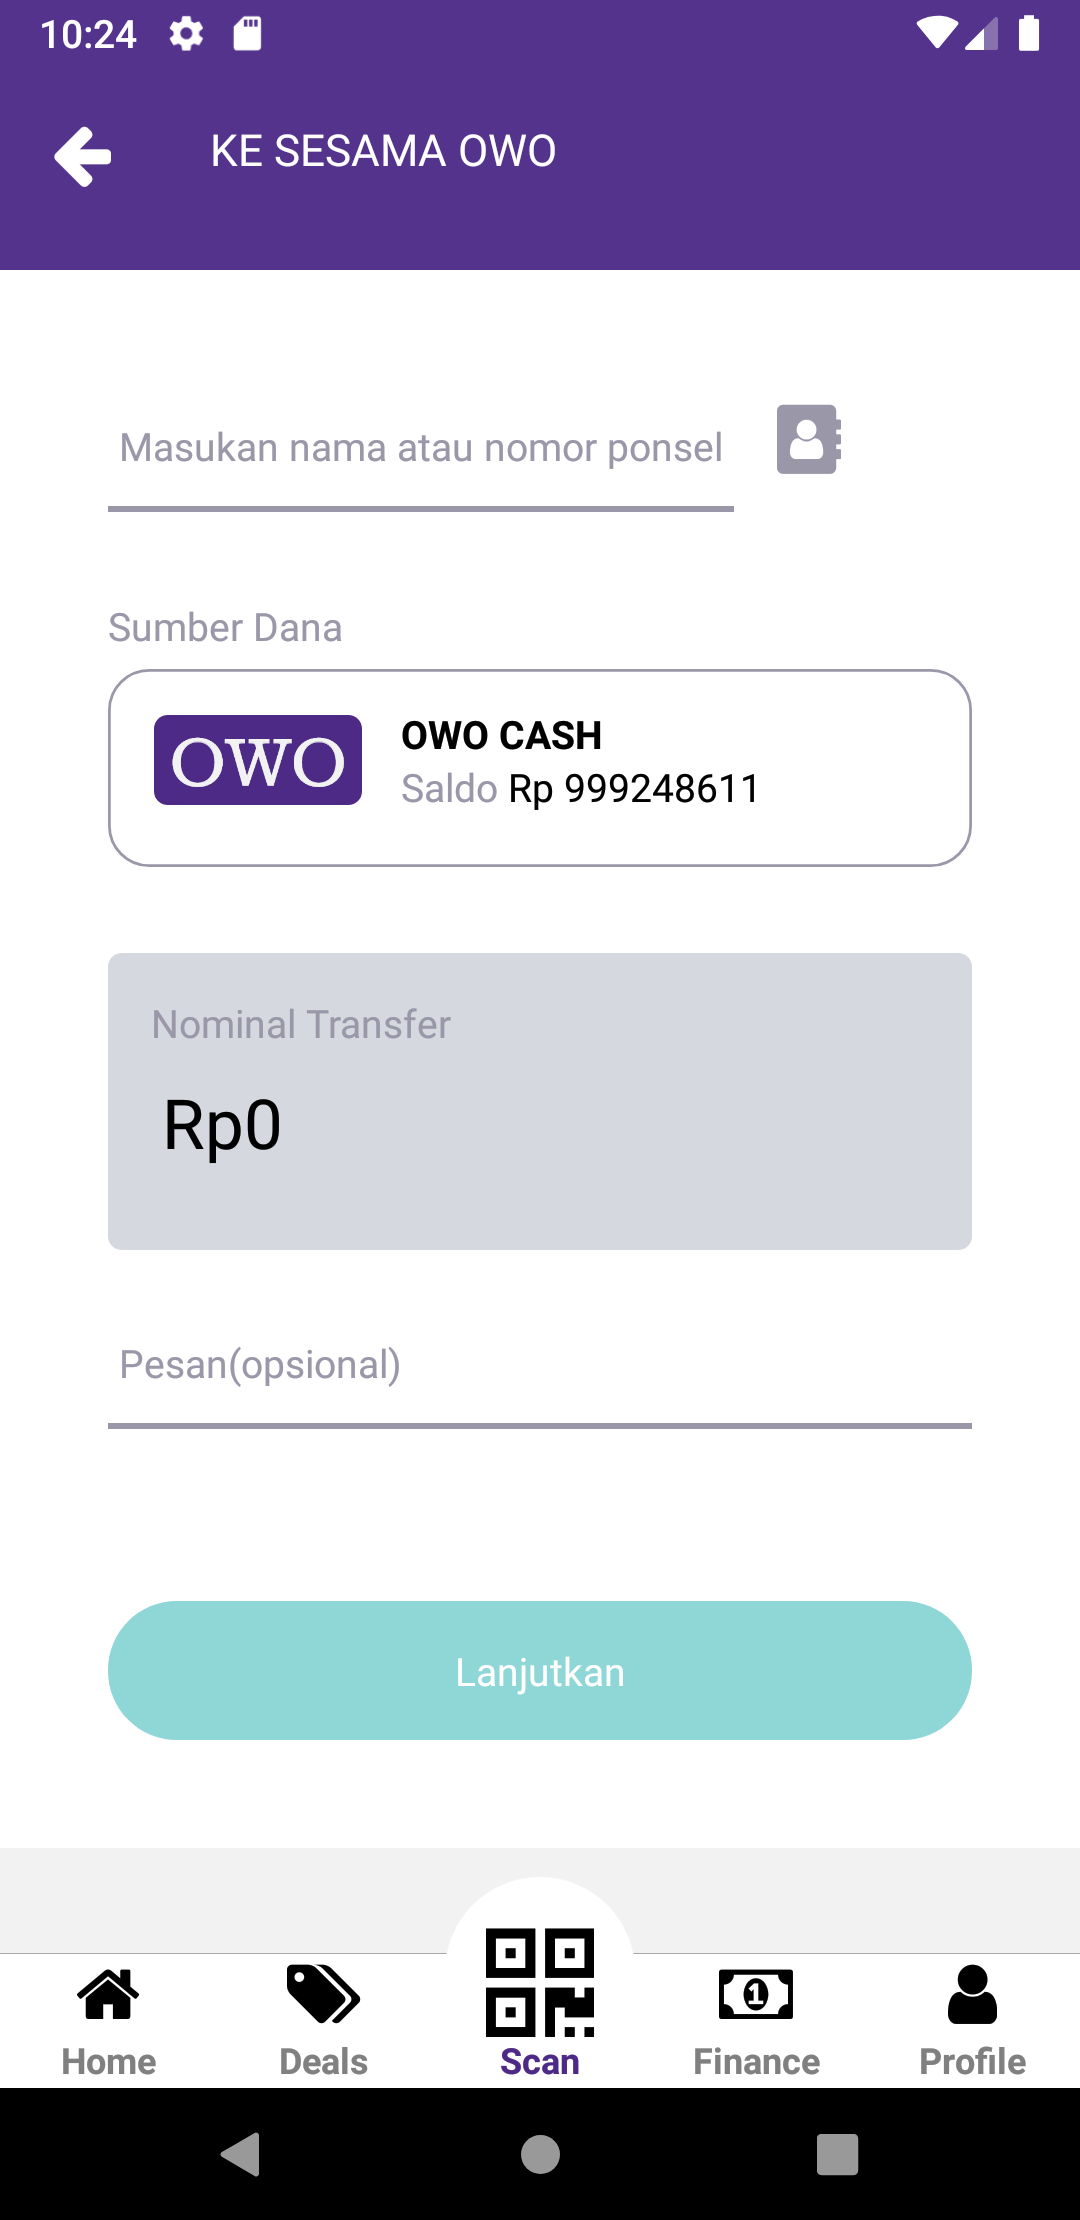 10:24
KE SESAMA OWO
Masukan nama atau nomor ponsel
Sumber Dana
OWO
OWO CASH
Saldo Rp 999248611
Nominal Transfer
Rp0
Pesan(opsional)
Lanjutkan
1
Home
Deals
Scan
Finance
Profile